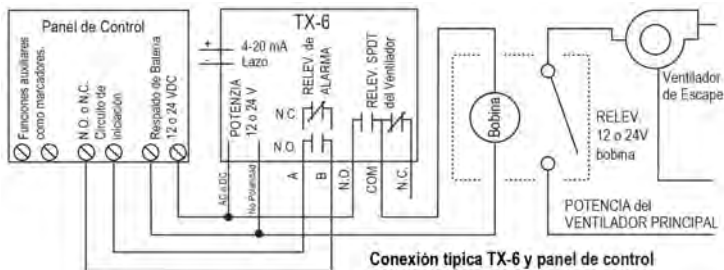 Panel de Control
Funciones auxiliares
como marcadores.
N.O. o N.C.
Circuito de
iniciación
Respaldo de Batería
12 o 24 VDC
TX-6
+
-
4-20 mA
Lazo
POTENZIA
12 o 24 V
RELEV. de
ALARMA
N.C.
N.O.
RELEV. SPDT
del Ventilador
AC o DC
No Polaridad
A
B
N.O.
COM
N.C.
Bobina
RELEV.
12 o 24V
bobina
Ventilador
de Escape
POTENCIA del
VENTILADOR PRINCIPAL
Conexión típica TX-6 y panel de control